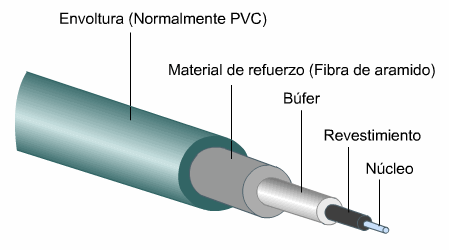 Envoltura (Normalmente PVC)
Material de refuerzo (Fibra de aramido)
Búfer
Revestimiento
Núcleo